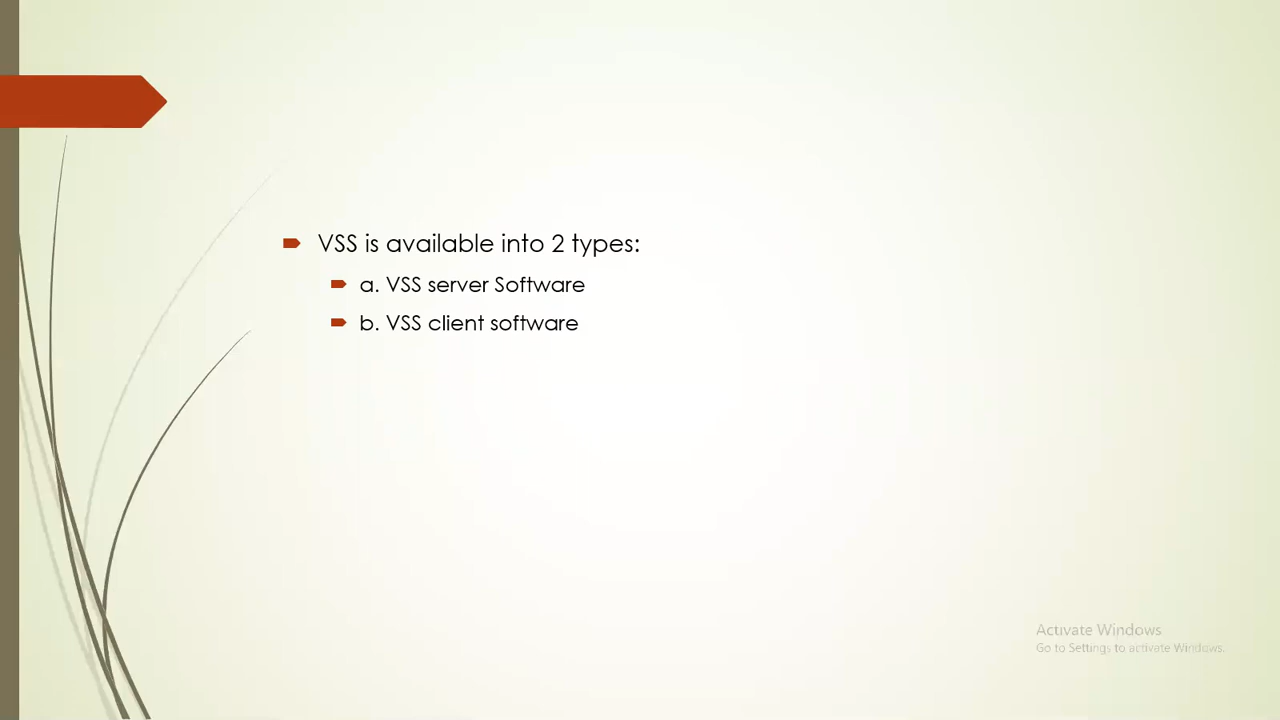 VSS is available into 2 types:
a. VSS server Software
b. VSS client software
Activate Windows
Go to Settings to activate Windows.